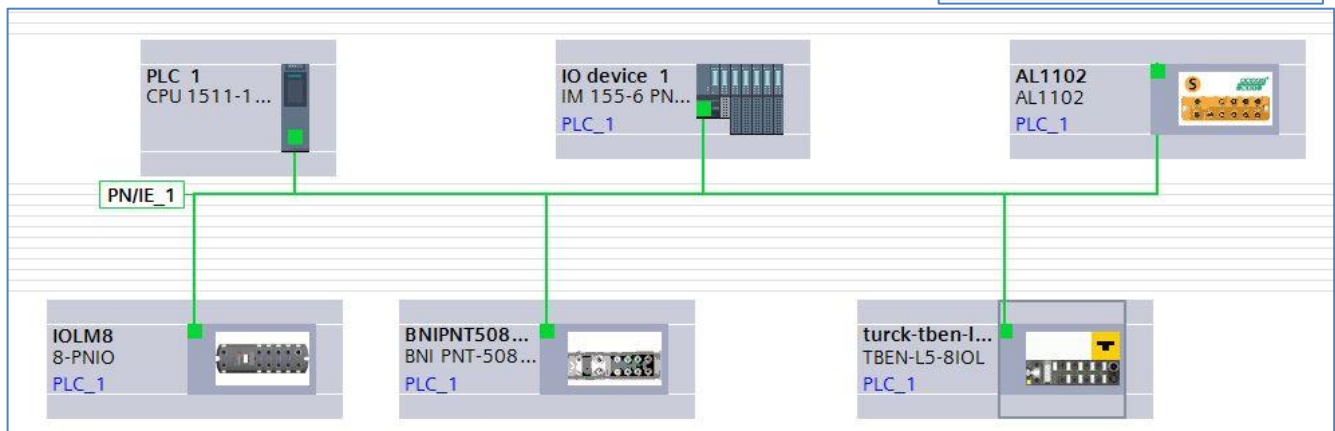 PLC_1
CPU 1511-1...
IO device_1
IM 155-6 PN...
PLC_1
AL1102
AL1102
PLC_1
PN/IE_1
IOLM8
8-PNIO
PLC_1
BNIPNT508...
BNI PNT-508...
PLC_1
turck-tben-l...
TBEN-L5-8IOL
PLC_1